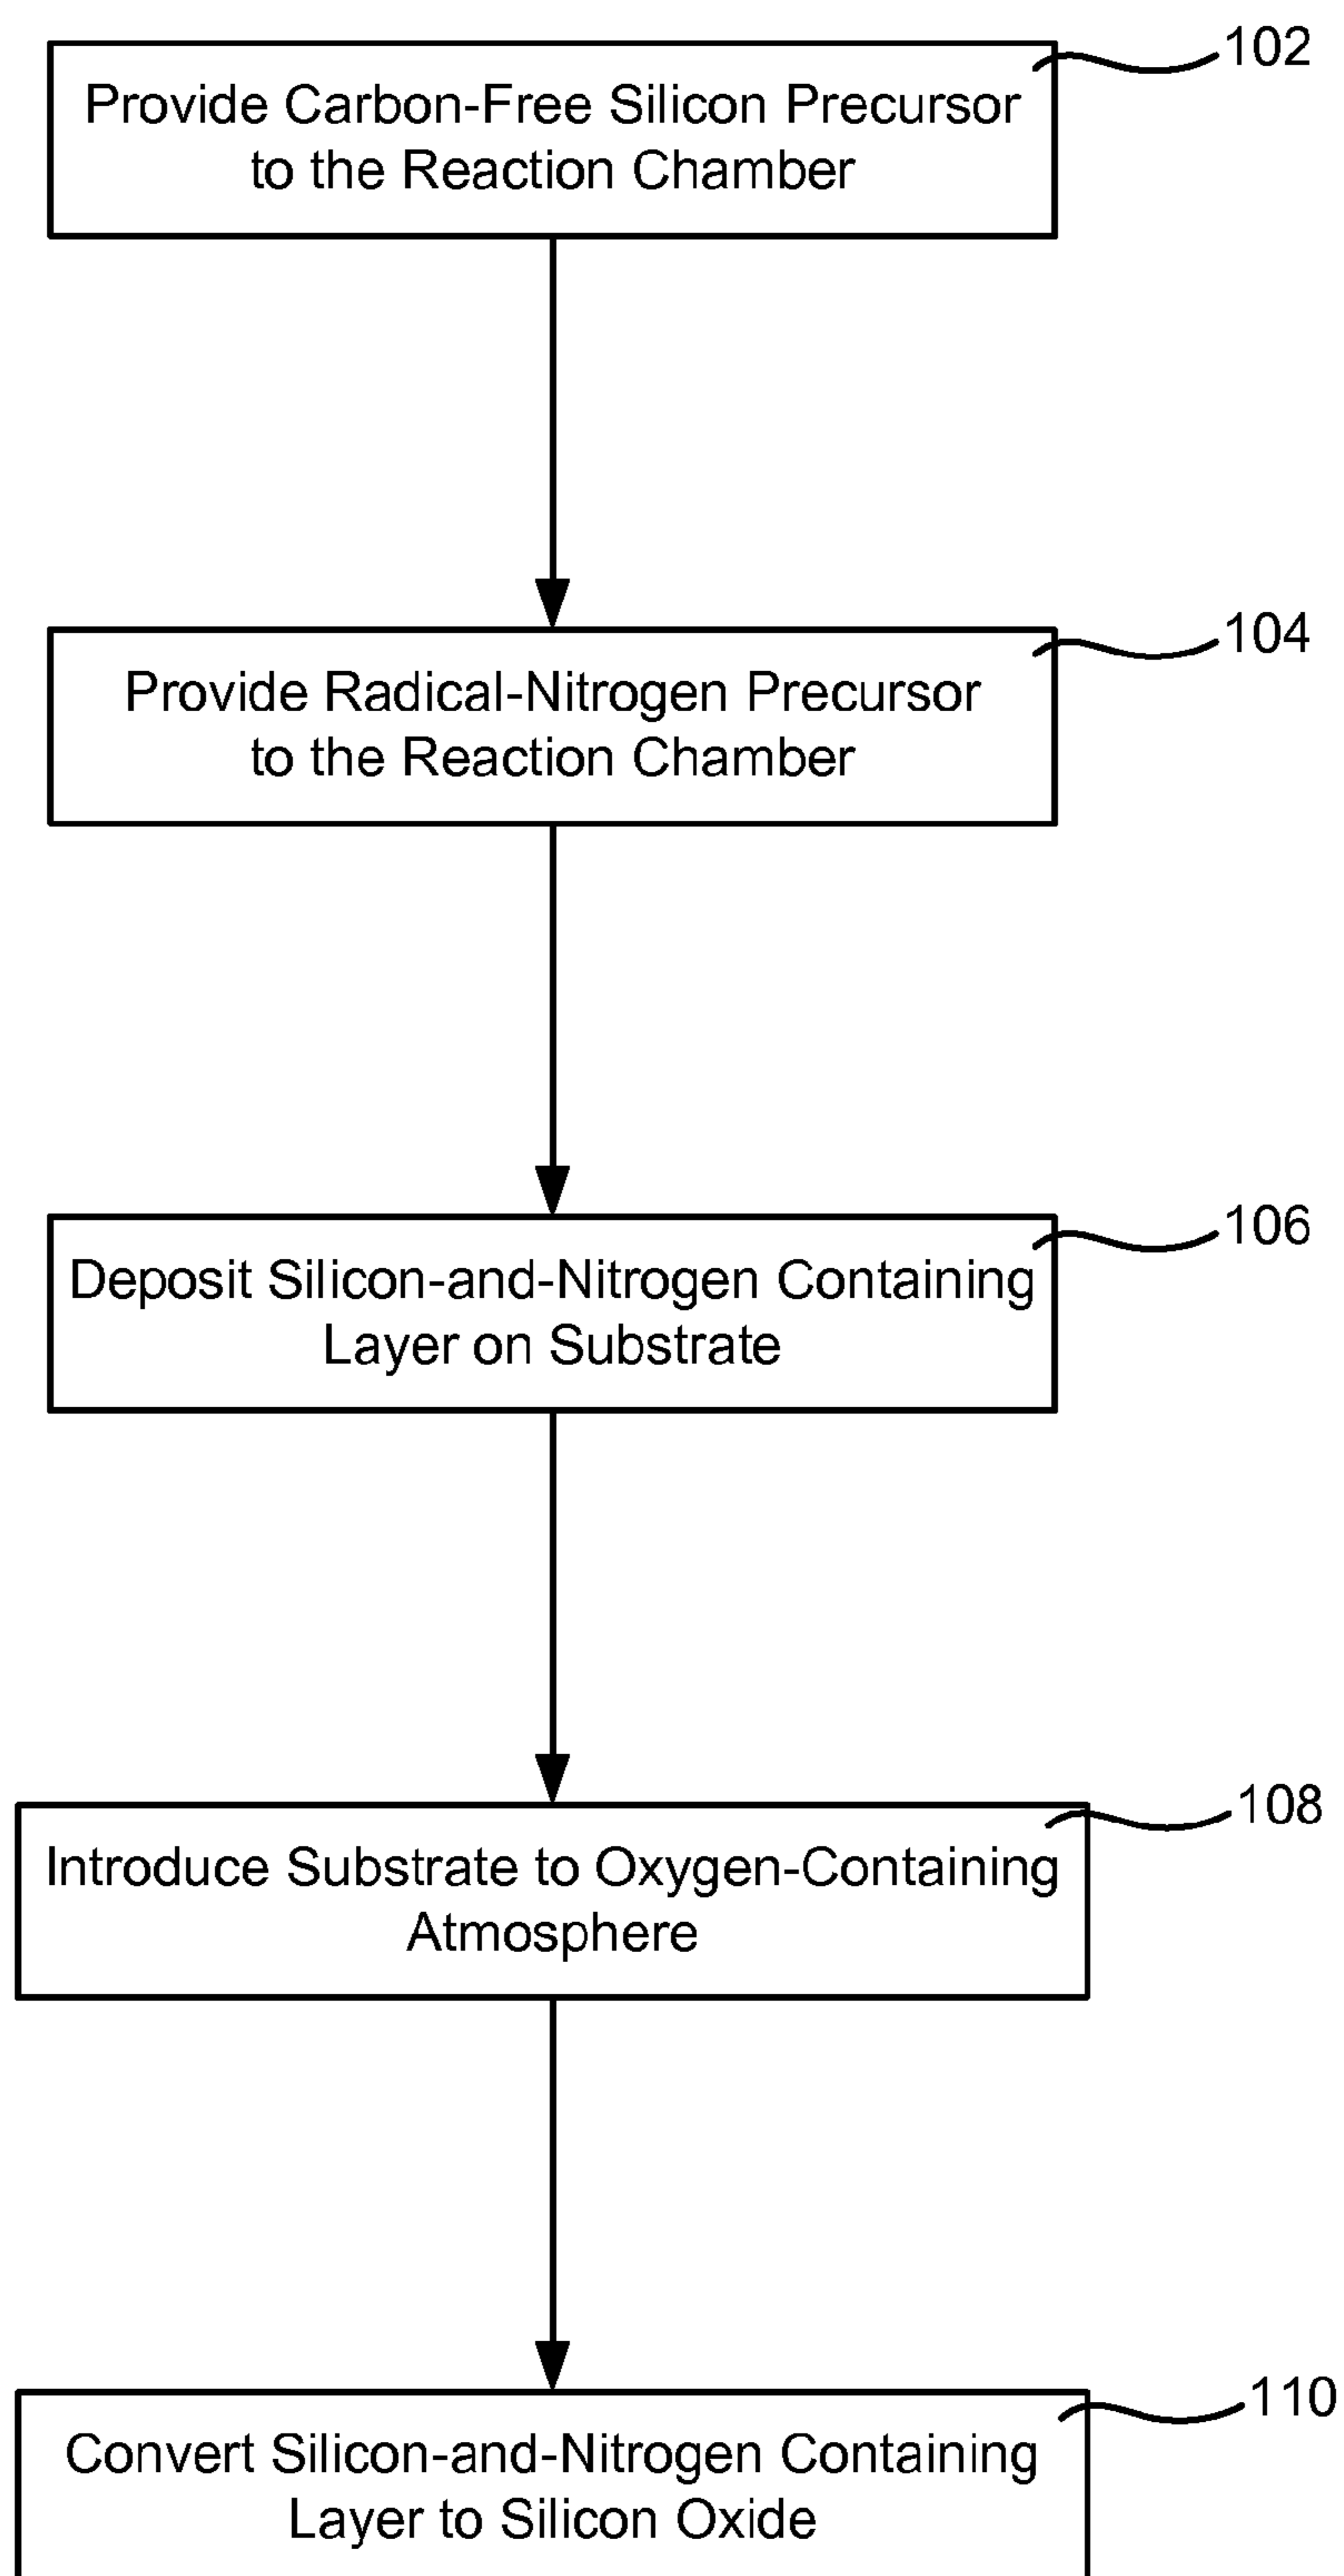 102
Provide Carbon-Free Silicon Precursor
to the Reaction Chamber
104
Provide Radical-Nitrogen Precursor
to the Reaction Chamber
106
Deposit Silicon-and-Nitrogen Containing
Layer on Substrate
108
Introduce Substrate to Oxygen-Containing
Atmosphere
110
Convert Silicon-and-Nitrogen Containing
Layer to Silicon Oxide